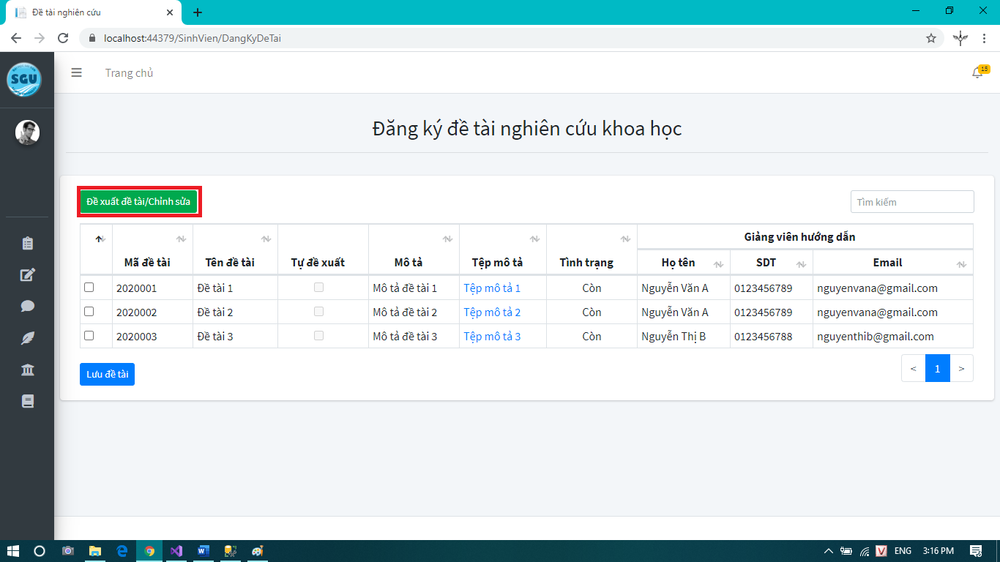 Đề tài nghiên cứu
localhost:44379/SinhVien/DangKyDeTai
SGU
Trang chủ
15
Đăng ký đề tài nghiên cứu khoa học
Đề xuất đề tài/Chỉnh sửa
Tìm kiếm
Giảng viên hướng dẫn
Mã đề tài Tên đề tài Tự đề xuất Mô tả Tệp mô tả Tình trạng Họ tên SDT Email
2020001 Đề tài 1 Mô tả đề tài 1 Tệp mô tả 1 Còn Nguyễn Văn A 0123456789 nguyenvana@gmail.com
2020002 Đề tài 2 Mô tả đề tài 2 Tệp mô tả 2 Còn Nguyễn Văn A 0123456789 nguyenvana@gmail.com
2020003 Đề tài 3 Mô tả đề tài 3 Tệp mô tả 3 Còn Nguyễn Thị B 0123456788 nguyenthib@gmail.com
Lưu đề tài
< 1 >
ENG 3:16 PM